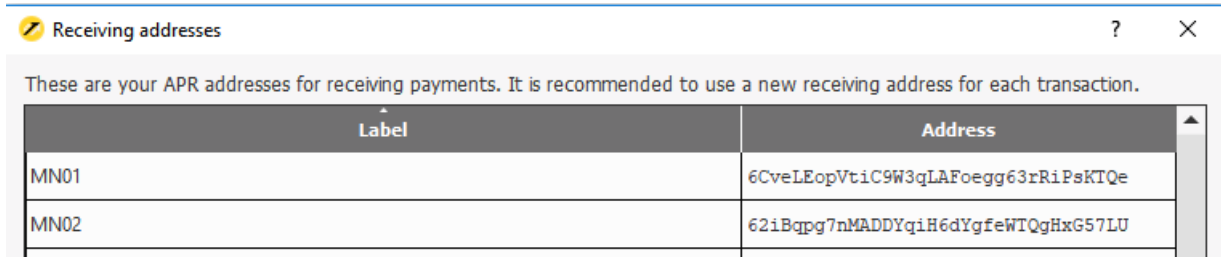 Receiving addresses ?
These are your APR addresses for receiving payments. It is recommended to use a new receiving address for each transaction.
Label Address
MN01 6CveLEopVtiC9W3qLAFoegg63rRiPsKTQe
MN02 62iBqpg7nMADDYqiH6dYgfeWTQgHxG57LU